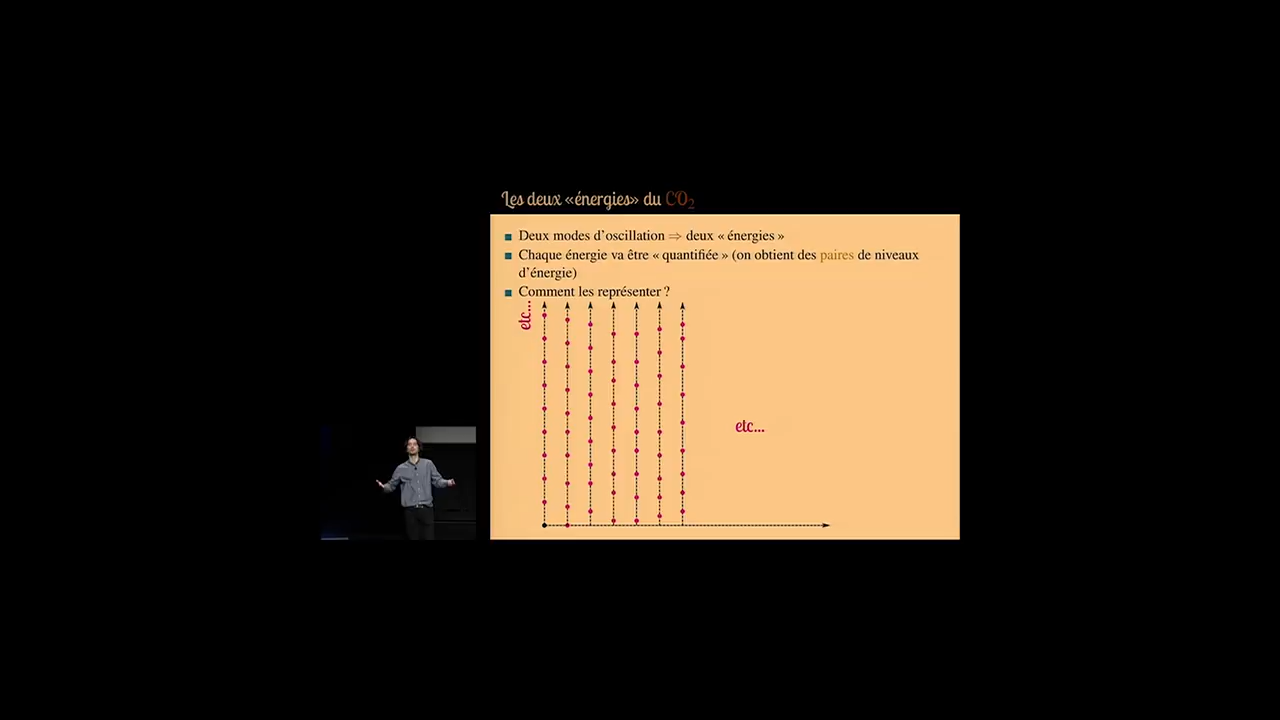 Les deux «énergies» du CO₂
■ Deux modes d'oscillation ⇒ deux « énergies »
■ Chaque énergie va être « quantifiée » (on obtient des paires de niveaux
d'énergie)
■ Comment les représenter ?
etc...
etc...